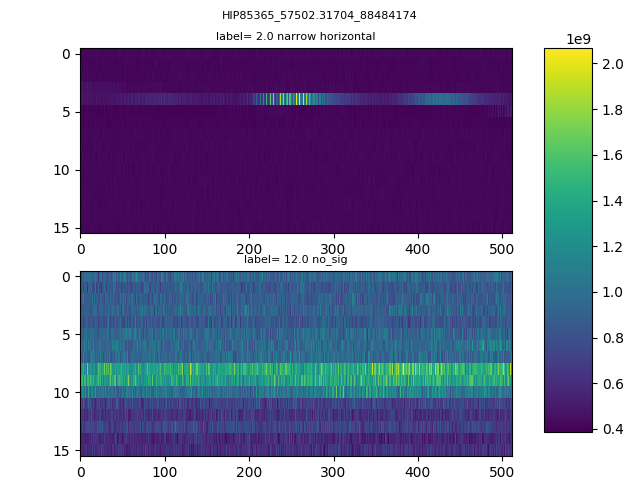 HIP85365_57502.31704_88484174
label= 2.0 narrow horizontal
1e9
0
5
10
15
0 100 200 300 400 500
label= 12.0 no_sig
0
5
10
15
0 100 200 300 400 500
2.0
1.8
1.6
1.4
1.2
1.0
0.8
0.6
0.4